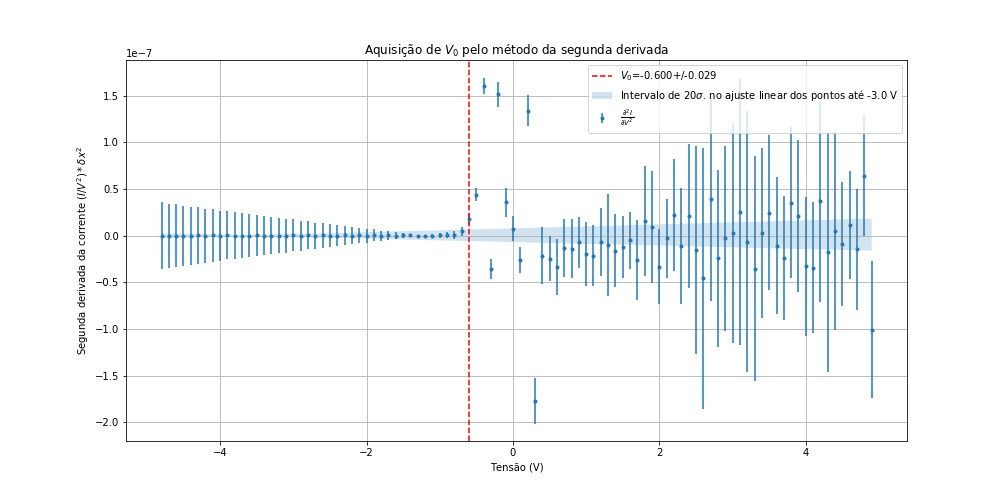 Aquisição de V₀ pelo método da segunda derivada
1e−7
V₀=-0.600+/-0.029
Intervalo de 20σ. no ajuste linear dos pontos até -3.0 V
∂²I/∂V²
1.5
1.0
0.5
0.0
−0.5
−1.0
−1.5
−2.0
Segunda derivada da corrente (I/V²)*δx²
−4
−2
0
2
4
Tensão (V)